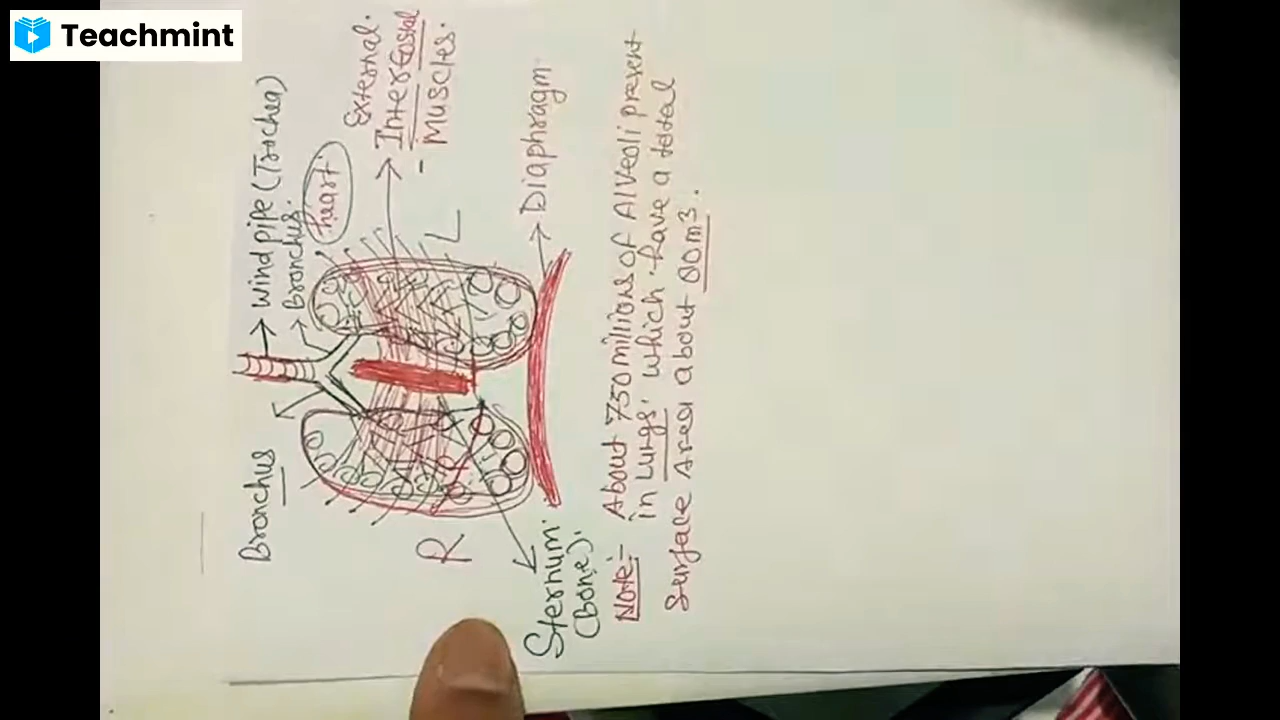 Teachmint
Bronchus
→ Wind pipe (Trachea)
→ Bronchus.
heart
External.
Intercostal
- Muscles.
R
L
→ Diaphragm.
Sternum.
(Bone).
Note:- About 750 millions of Alveoli present
in Lungs. which have a total
Surface Area about 80m³.